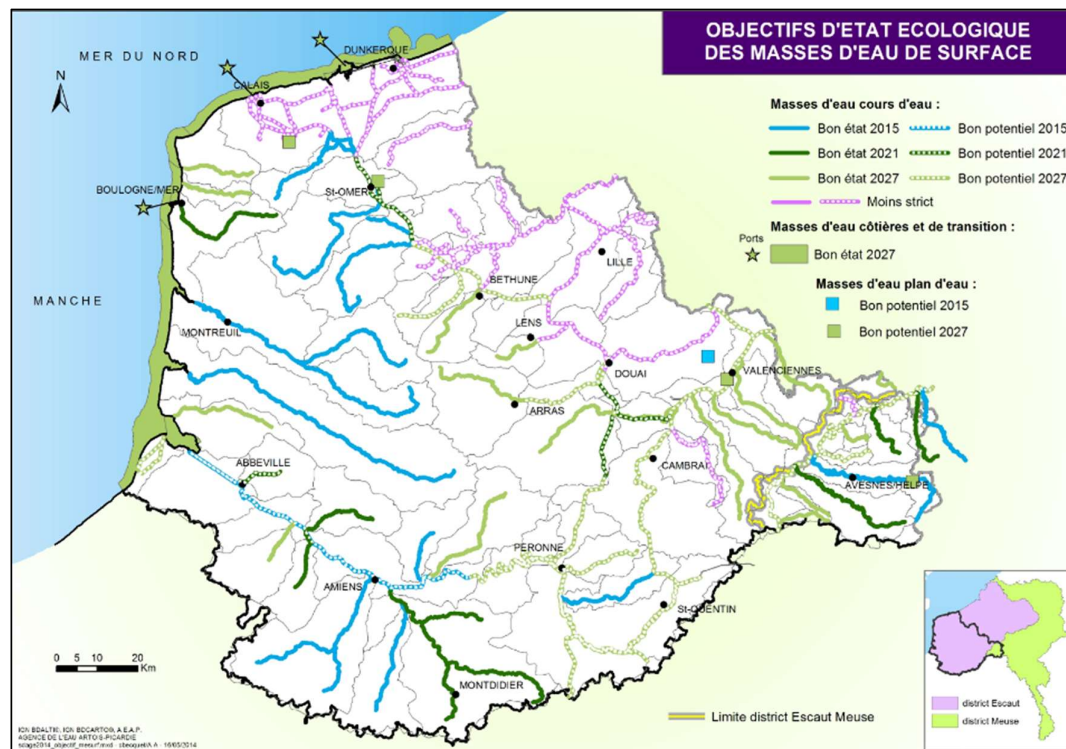 OBJECTIFS D'ETAT ECOLOGIQUE
DES MASSES D'EAU DE SURFACE
MER DU NORD
N
DUNKERQUE
CALAIS
BOULOGNE/MER
St-OMER
MANCHE
LILLE
BETHUNE
MONTREUIL
LENS
DOUAI
VALENCIENNES
ARRAS
CAMBRAI
ABBEVILLE
AVESNES/HELPE
PERONNE
AMIENS
St-QUENTIN
MONTDIDIER
Masses d'eau cours d'eau :
Bon état 2015 Bon potentiel 2015
Bon état 2021 Bon potentiel 2021
Bon état 2027 Bon potentiel 2027
Moins strict
Masses d'eau côtières et de transition :
Ports
Bon état 2027
Masses d'eau plan d'eau :
Bon potentiel 2015
Bon potentiel 2027
0 5 10 20
Km
Limite district Escaut Meuse
district Escaut
district Meuse
AGENCE DE L'EAU ARTOIS-PICARDIE